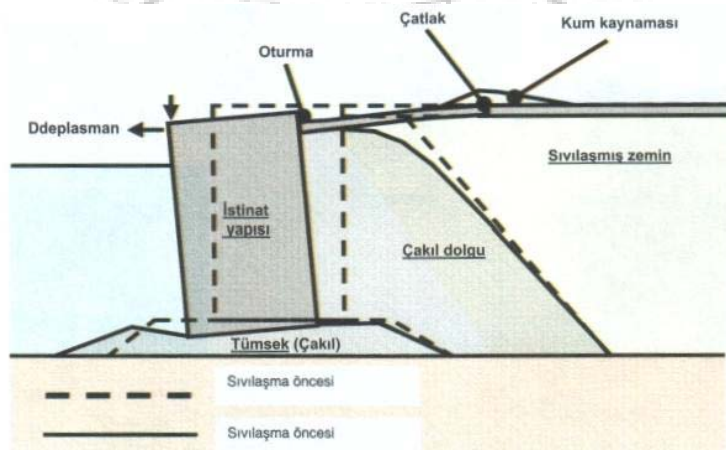 Çatlak
Kum kaynaması
Oturma
Ddeplasman
Sıvılaşmış zemin
İstinat
yapısı
Çakıl dolgu
Tümsek (Çakıl)
Sıvılaşma öncesi
Sıvılaşma öncesi